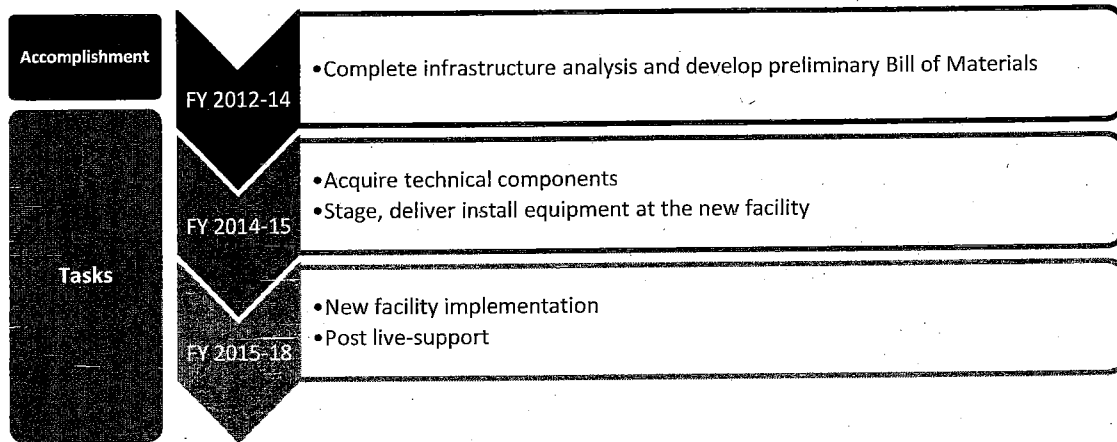 Accomplishment
FY 2012-14
•Complete infrastructure analysis and develop preliminary Bill of Materials
Tasks
FY 2014-15
•Acquire technical components
•Stage, deliver install equipment at the new facility
FY 2015-18
•New facility implementation
•Post live-support